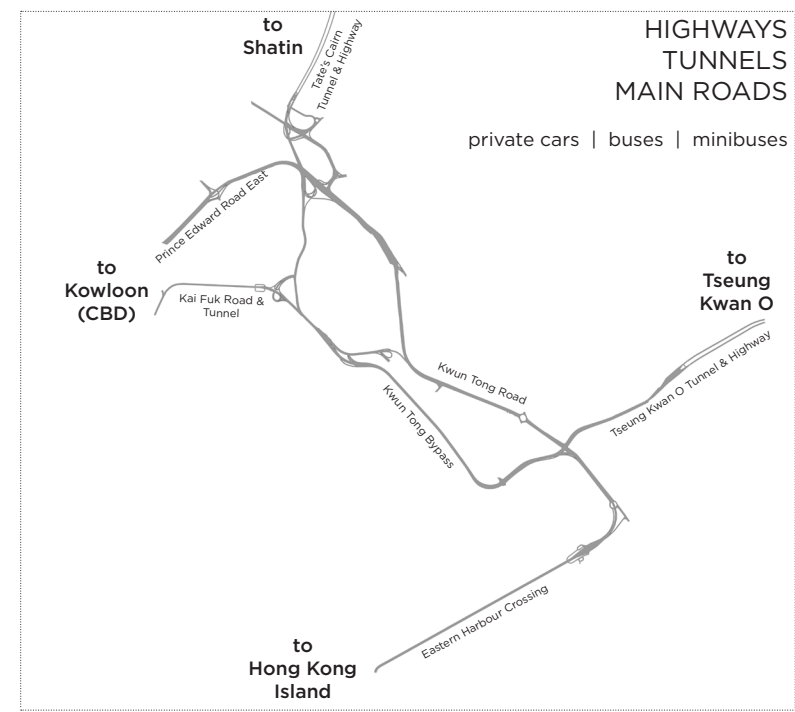 HIGHWAYS
TUNNELS
MAIN ROADS
private cars | buses | minibuses
to
Shatin
Tate's Cairn
Tunnel & Highway
Prince Edward Road East
to
Kowloon
(CBD)
Kai Fuk Road &
Tunnel
to
Tseung
Kwan O
Kwun Tong Road
Tseung Kwan O Tunnel & Highway
Kwun Tong Bypass
Eastern Harbour Crossing
to
Hong Kong
Island